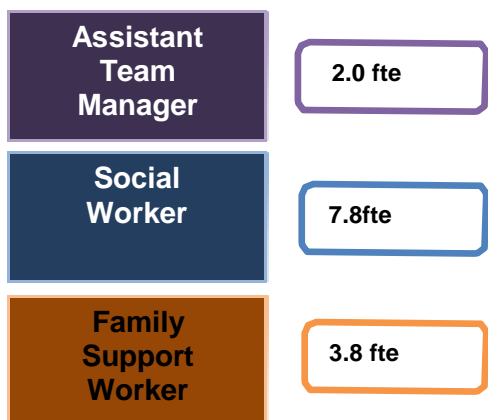 Assistant
Team
Manager
2.0 fte
Social
Worker
7.8fte
Family
Support
Worker
3.8 fte